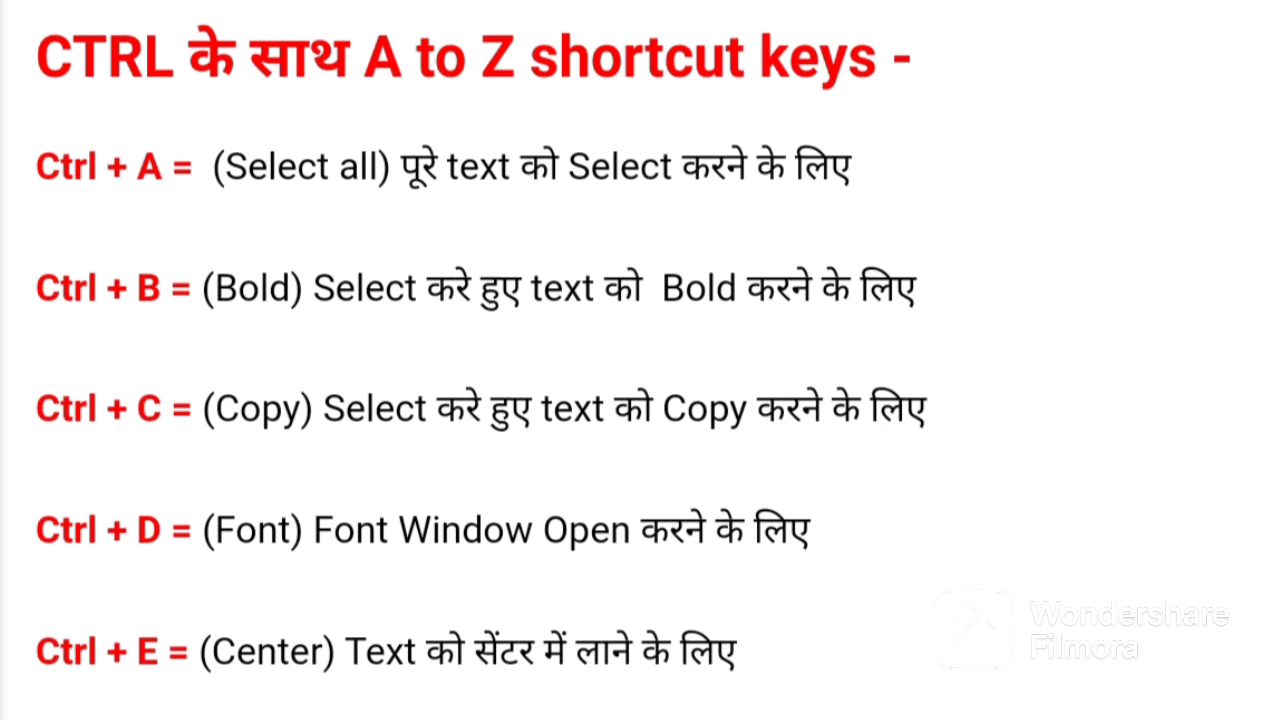 CTRL के साथ A to Z shortcut keys -
Ctrl + A = (Select all) पूरे text को Select करने के लिए
Ctrl + B = (Bold) Select करे हुए text को Bold करने के लिए
Ctrl + C = (Copy) Select करे हुए text को Copy करने के लिए
Ctrl + D = (Font) Font Window Open करने के लिए
Ctrl + E = (Center) Text को सेंटर में लाने के लिए
Wondershare
Filmora